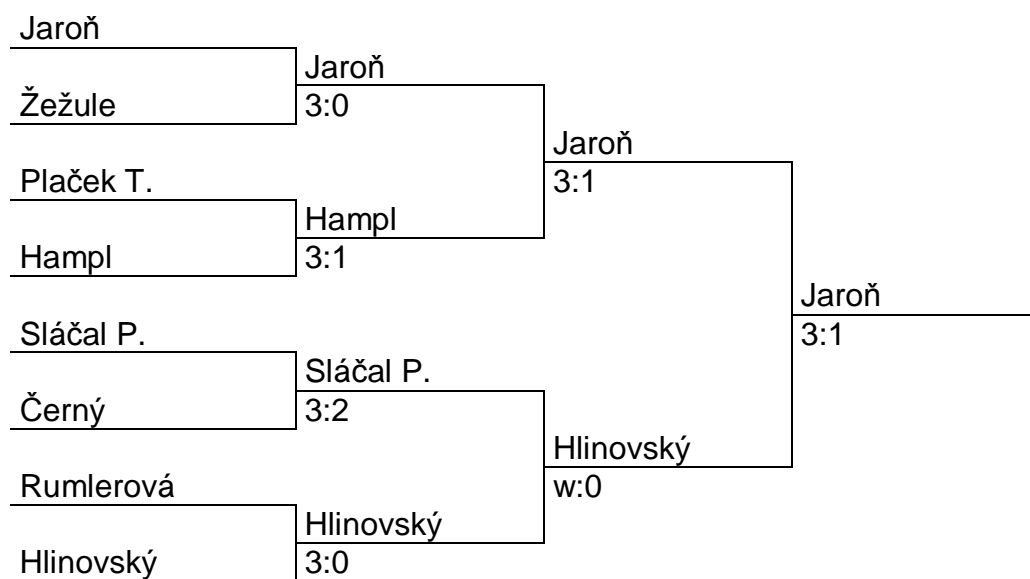 Jaroň
Jaroň
Žežule
3:0
Jaroň
Plaček T.
3:1
Hampl
Hampl
3:1
Jaroň
Sláčal P.
3:1
Sláčal P.
Černý
3:2
Hlinovský
Rumlerová
w:0
Hlinovský
Hlinovský
3:0